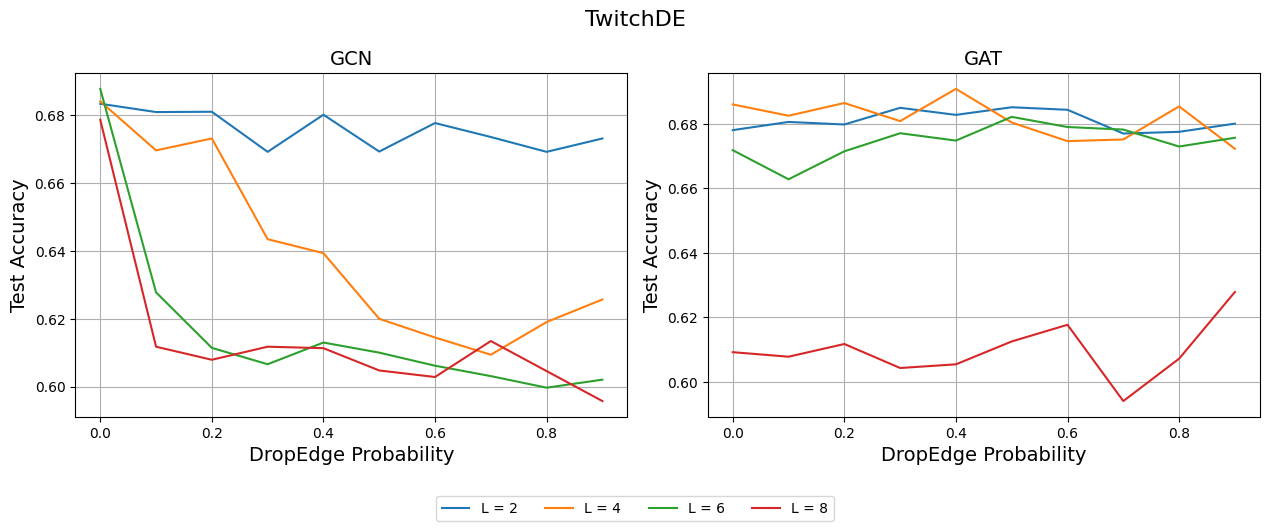 TwitchDE
GCN
Test Accuracy
0.68
0.66
0.64
0.62
0.60
0.0 0.2 0.4 0.6 0.8
DropEdge Probability
GAT
Test Accuracy
0.68
0.66
0.64
0.62
0.60
0.0 0.2 0.4 0.6 0.8
DropEdge Probability
L = 2 L = 4 L = 6 L = 8